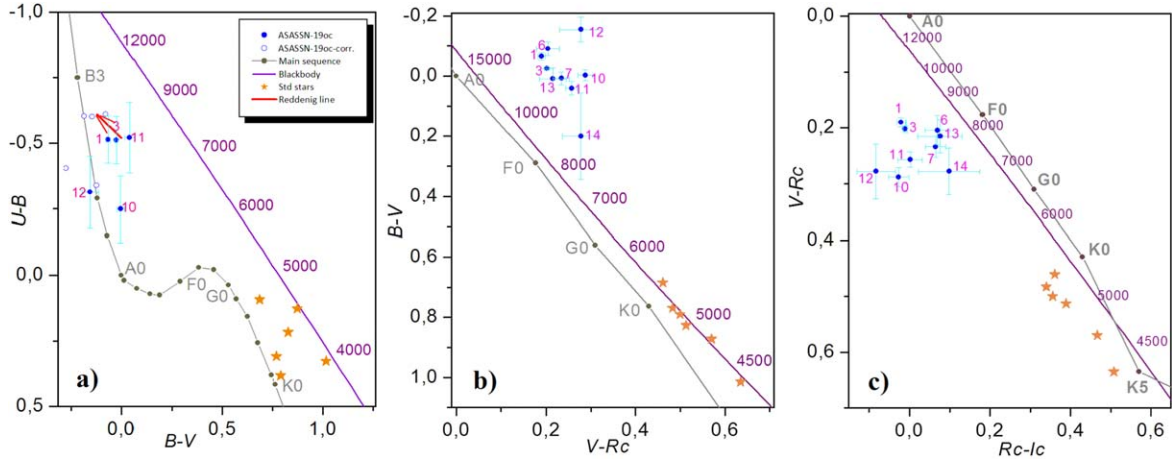 -1,0
-0,5
0,0
0,5
U-B
0,0
0,5
1,0
B-V
a)
ASASSN-19oc
ASASSN-19oc-corr.
Main sequence
Blackbody
Std stars
Reddenig line
12000
9000
7000
6000
5000
4000
B3
A0
F0
G0
K0
1
3
11
12
10
-0,2
0,0
0,2
0,4
0,6
0,8
1,0
B-V
0,0
0,2
0,4
0,6
V-Rc
b)
15000
10000
8000
7000
6000
5000
4500
A0
F0
G0
K0
12
6
1
3
13
7
10
11
14
0,0
0,2
0,4
0,6
V-Rc
0,0
0,2
0,4
0,6
Rc-Ic
c)
12000
10000
9000
8000
7000
6000
5000
4500
A0
F0
G0
K0
K5
1
3
6
13
7
11
12
10
14